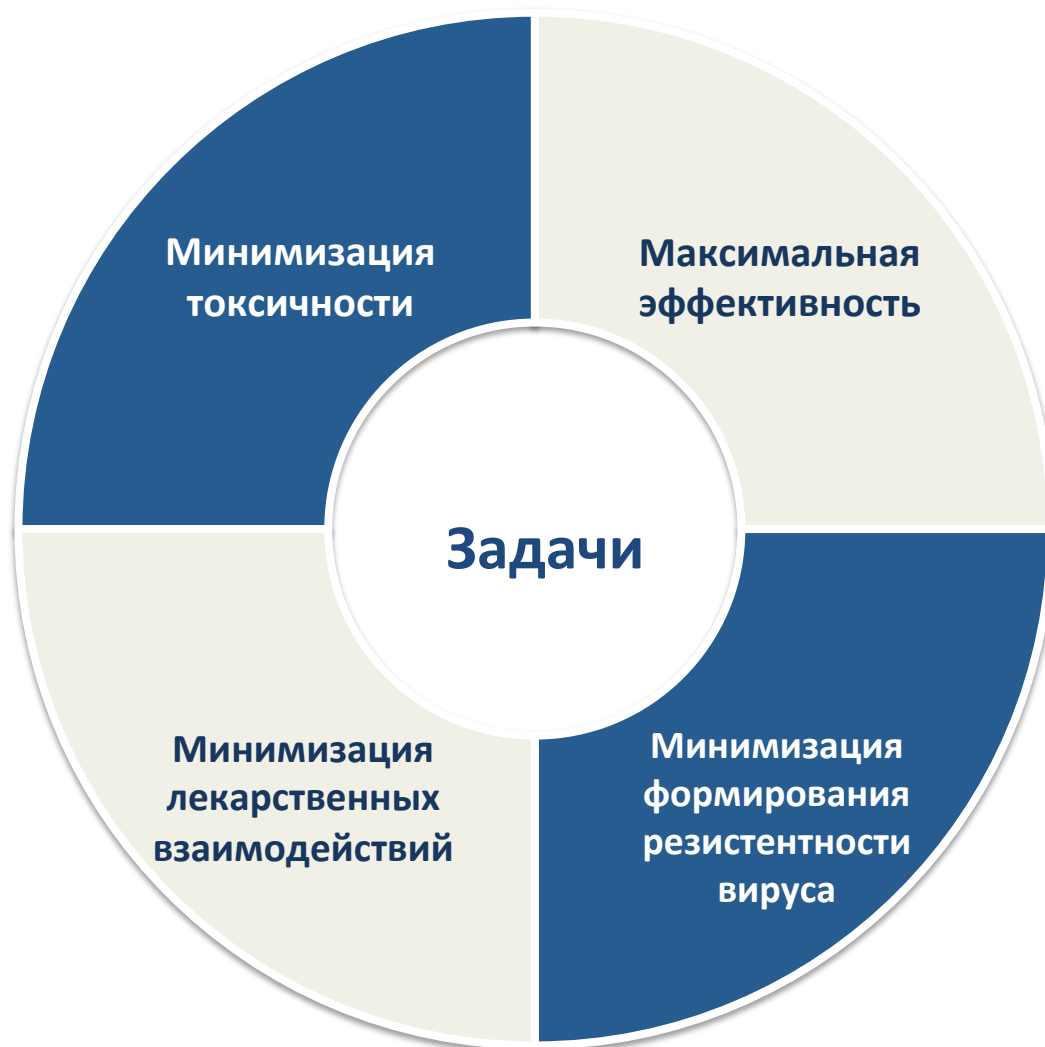 Минимизация
токсичности
Максимальная
эффективность
Задачи
Минимизация
лекарственных
взаимодействий
Минимизация
формирования
резистентности
вируса